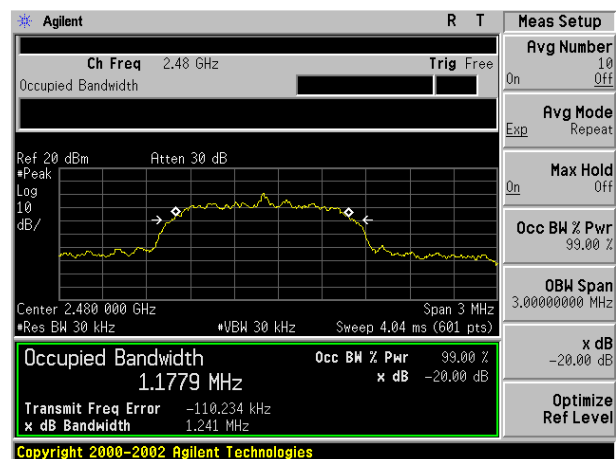 Agilent R T
Ch Freq 2.48 GHz Trig Free
Occupied Bandwidth
Ref 20 dBm Atten 30 dB
#Peak
Log
10
dB/
Center 2.480 000 GHz Span 3 MHz
#Res BW 30 kHz #VBW 30 kHz Sweep 4.04 ms (601 pts)
Occupied Bandwidth Occ BW % Pwr 99.00 %
1.1779 MHz x dB -20.00 dB
Transmit Freq Error -110.234 kHz
x dB Bandwidth 1.241 MHz
Copyright 2000-2002 Agilent Technologies
Meas Setup
Avg Number
10
On Off
Avg Mode
Exp Repeat
Max Hold
On Off
Occ BW % Pwr
99.00 %
OBW Span
3.00000000 MHz
x dB
-20.00 dB
Optimize
Ref Level